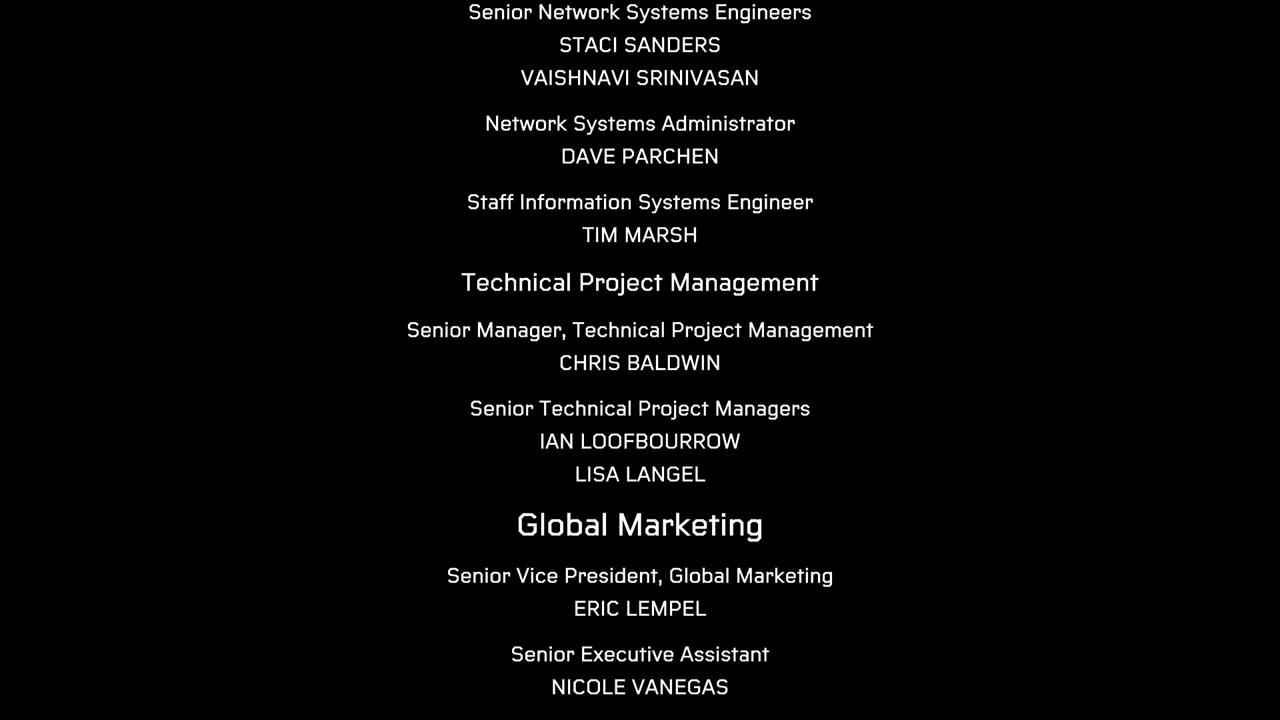 Senior Network Systems Engineers
STACI SANDERS
VAISHNAVI SRINIVASAN
Network Systems Administrator
DAVE PARCHEN
Staff Information Systems Engineer
TIM MARSH
Technical Project Management
Senior Manager, Technical Project Management
CHRIS BALDWIN
Senior Technical Project Managers
IAN LOOFBOURROW
LISA LANGEL
Global Marketing
Senior Vice President, Global Marketing
ERIC LEMPEL
Senior Executive Assistant
NICOLE VANEGAS